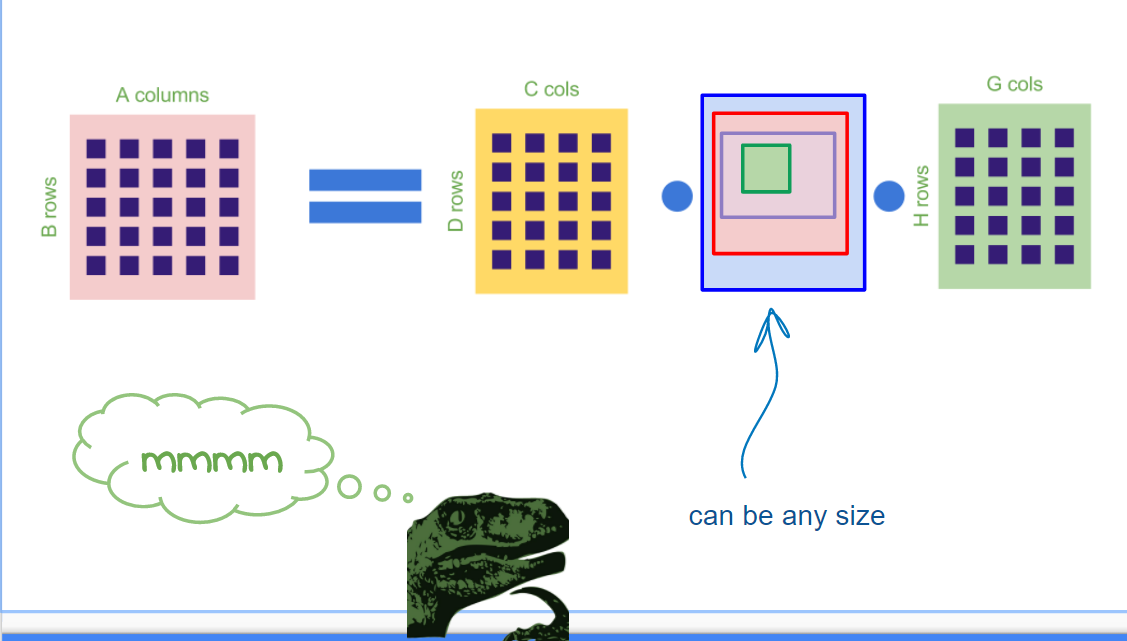 A columns
B rows
C cols
D rows
G cols
H rows
mmmm
can be any size